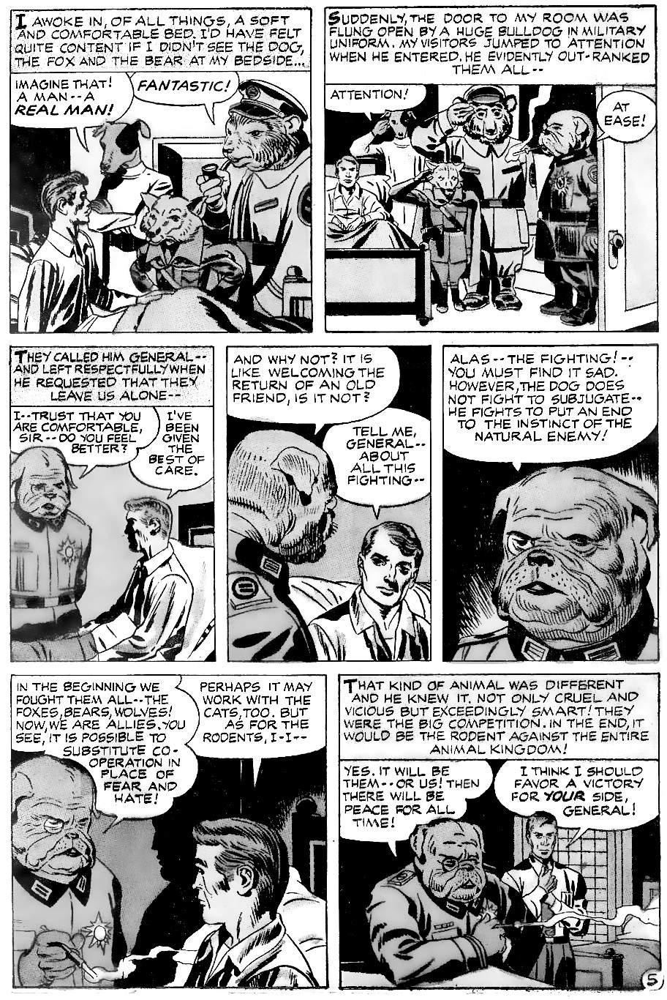 I AWOKE IN, OF ALL THINGS, A SOFT
AND COMFORTABLE BED. I'D HAVE FELT
QUITE CONTENT IF I DIDN'T SEE THE DOG,
THE FOX AND THE BEAR AT MY BEDSIDE...
IMAGINE THAT!
A MAN--A
REAL MAN!
FANTASTIC!
SUDDENLY, THE DOOR TO MY ROOM WAS
FLUNG OPEN BY A HUGE BULLDOG IN MILITARY
UNIFORM. MY VISITORS JUMPED TO ATTENTION
WHEN HE ENTERED. HE EVIDENTLY OUT-RANKED
THEM ALL--
ATTENTION!
AT
EASE!
THEY CALLED HIM GENERAL--
AND LEFT RESPECTFULLY WHEN
HE REQUESTED THAT THEY
LEAVE US ALONE--
I--TRUST THAT YOU
ARE COMFORTABLE,
SIR--DO YOU FEEL
BETTER?
I'VE
BEEN
GIVEN
THE
BEST OF
CARE.
AND WHY NOT? IT IS
LIKE WELCOMING THE
RETURN OF AN OLD
FRIEND, IS IT NOT?
TELL ME,
GENERAL--
ABOUT
ALL THIS
FIGHTING--
ALAS--THE FIGHTING!--
YOU MUST FIND IT SAD.
HOWEVER, THE DOG DOES
NOT FIGHT TO SUBJUGATE--
HE FIGHTS TO PUT AN END
TO THE INSTINCT OF THE
NATURAL ENEMY!
IN THE BEGINNING WE
FOUGHT THEM ALL--THE
FOXES, BEARS, WOLVES!
NOW, WE ARE ALLIES. YOU
SEE, IT IS POSSIBLE TO
SUBSTITUTE CO-
OPERATION IN
PLACE OF
FEAR AND
HATE!
PERHAPS IT MAY
WORK WITH THE
CATS, TOO. BUT
AS FOR THE
RODENTS, I-I--
THAT KIND OF ANIMAL WAS DIFFERENT
AND HE KNEW IT. NOT ONLY CRUEL AND
VICIOUS BUT EXCEEDINGLY SMART! THEY
WERE THE BIG COMPETITION. IN THE END, IT
WOULD BE THE RODENT AGAINST THE ENTIRE
ANIMAL KINGDOM!
YES. IT WILL BE
THEM--OR US! THEN
THERE WILL BE
PEACE FOR ALL
TIME!
I THINK I SHOULD
FAVOR A VICTORY
FOR YOUR SIDE,
GENERAL!
5